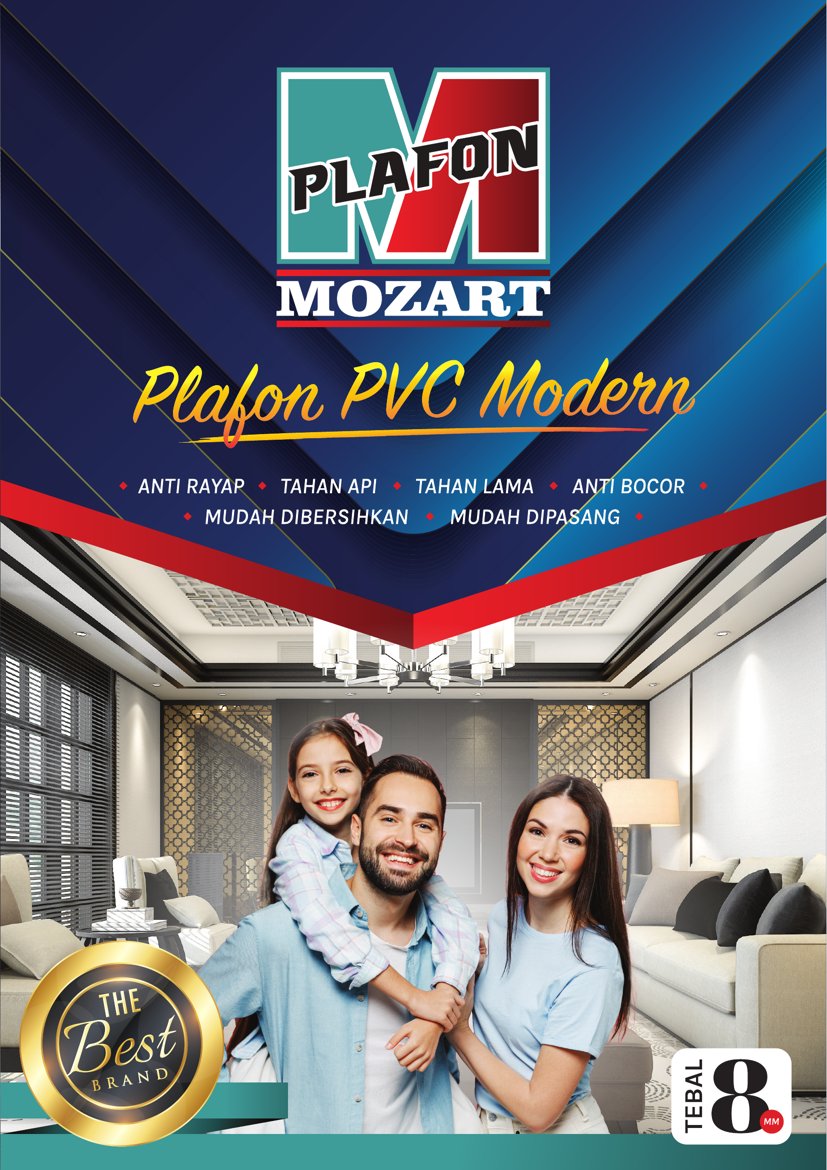 PLAFON
MOZART
Plafon PVC Modern
ANTI RAYAP
TAHAN API
TAHAN LAMA
ANTI BOCOR
MUDAH DIBERSIHKAN
MUDAH DIPASANG
THE
Best
BRAND
TEBAL
8
MM